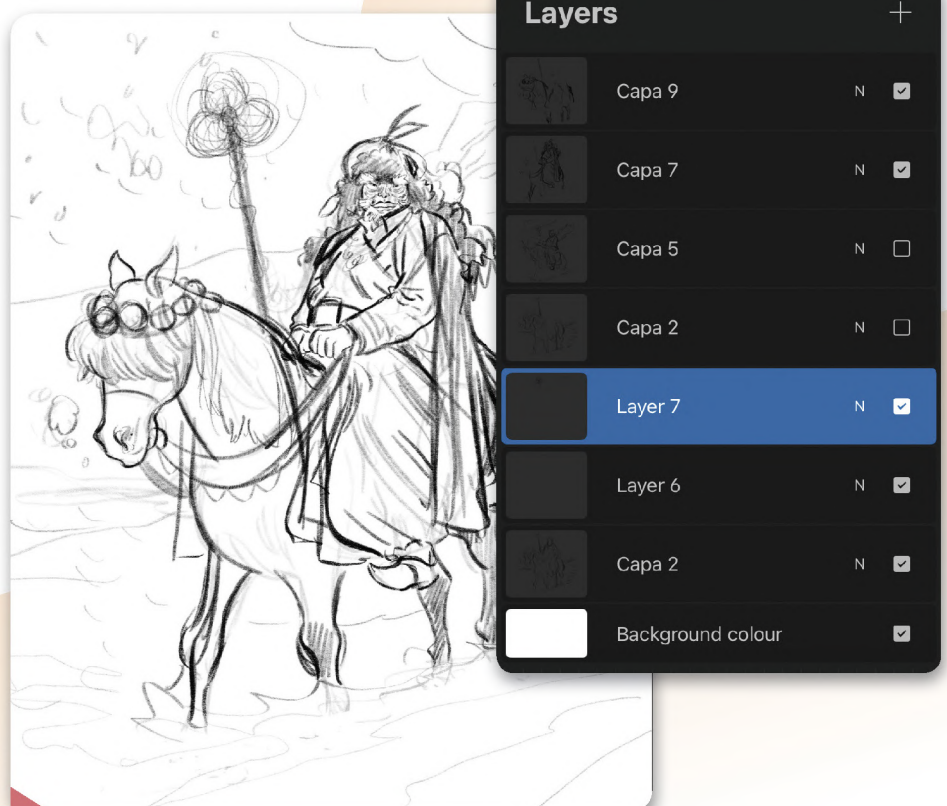 Layers
Capa 9 N
Capa 7 N
Capa 5 N
Capa 2 N
Layer 7 N
Layer 6 N
Capa 2 N
Background colour